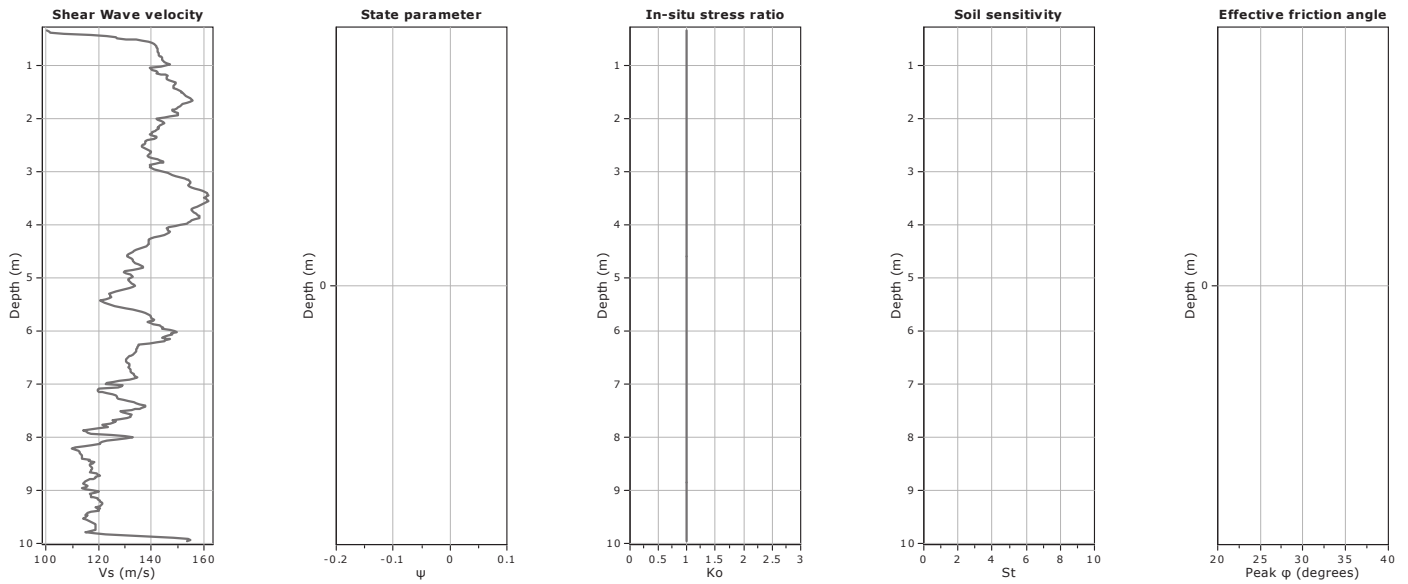 Shear Wave velocity
1
2
3
4
5
6
7
8
9
10
Depth (m)
100 120 140 160
Vs (m/s)
State parameter
0
Depth (m)
-0.2 -0.1 0 0.1
ψ
In-situ stress ratio
1
2
3
4
5
6
7
8
9
10
Depth (m)
0 0.5 1 1.5 2 2.5 3
Ko
Soil sensitivity
1
2
3
4
5
6
7
8
9
10
Depth (m)
0 2 4 6 8 10
St
Effective friction angle
0
Depth (m)
20 25 30 35 40
Peak φ (degrees)